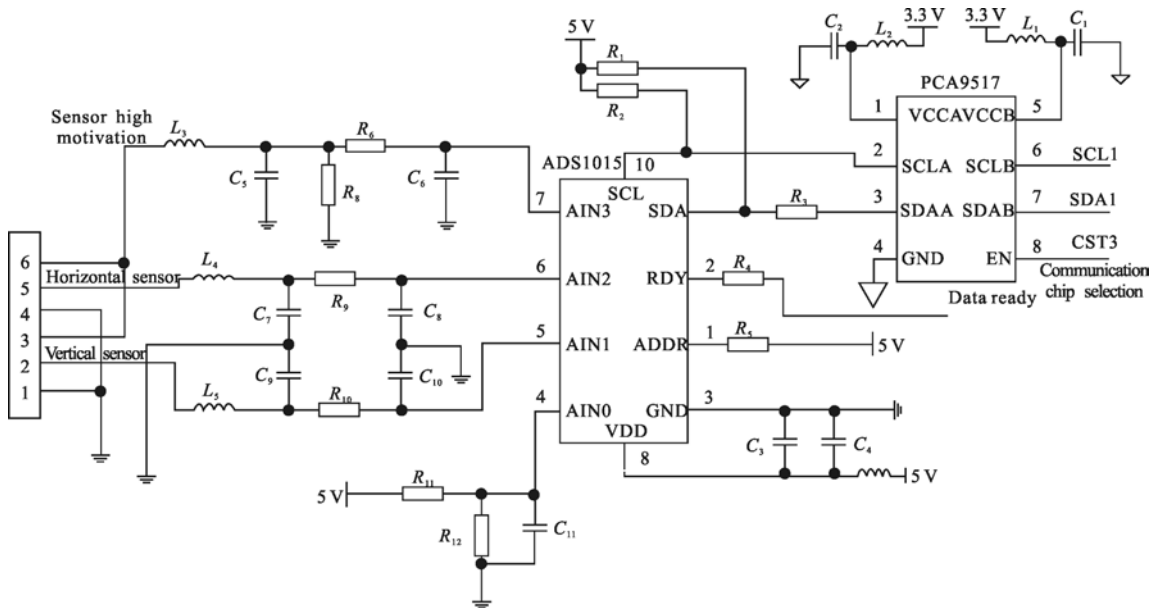 C₂
L₂
3.3 V
3.3 V
L₁
C₁
5 V
R₁
R₂
PCA9517
1
VCCA
VCCB
5
2
SCLA
SCLB
6
SCL1
3
SDAA
SDAB
7
SDA1
4
GND
EN
8
CST3
Communication
chip selection
Sensor high
motivation
L₃
R₆
C₅
R₈
C₆
ADS1015
10
SCL
7
AIN3
SDA
R₃
6
AIN2
RDY
2
R₄
Data ready
5
AIN1
ADDR
1
R₅
5 V
4
AIN0
GND
3
VDD
8
C₃
C₄
5 V
6
5
4
3
2
1
Horizontal sensor
L₄
R₉
C₇
C₈
Vertical sensor
C₉
C₁₀
L₅
R₁₀
5 V
R₁₁
R₁₂
C₁₁